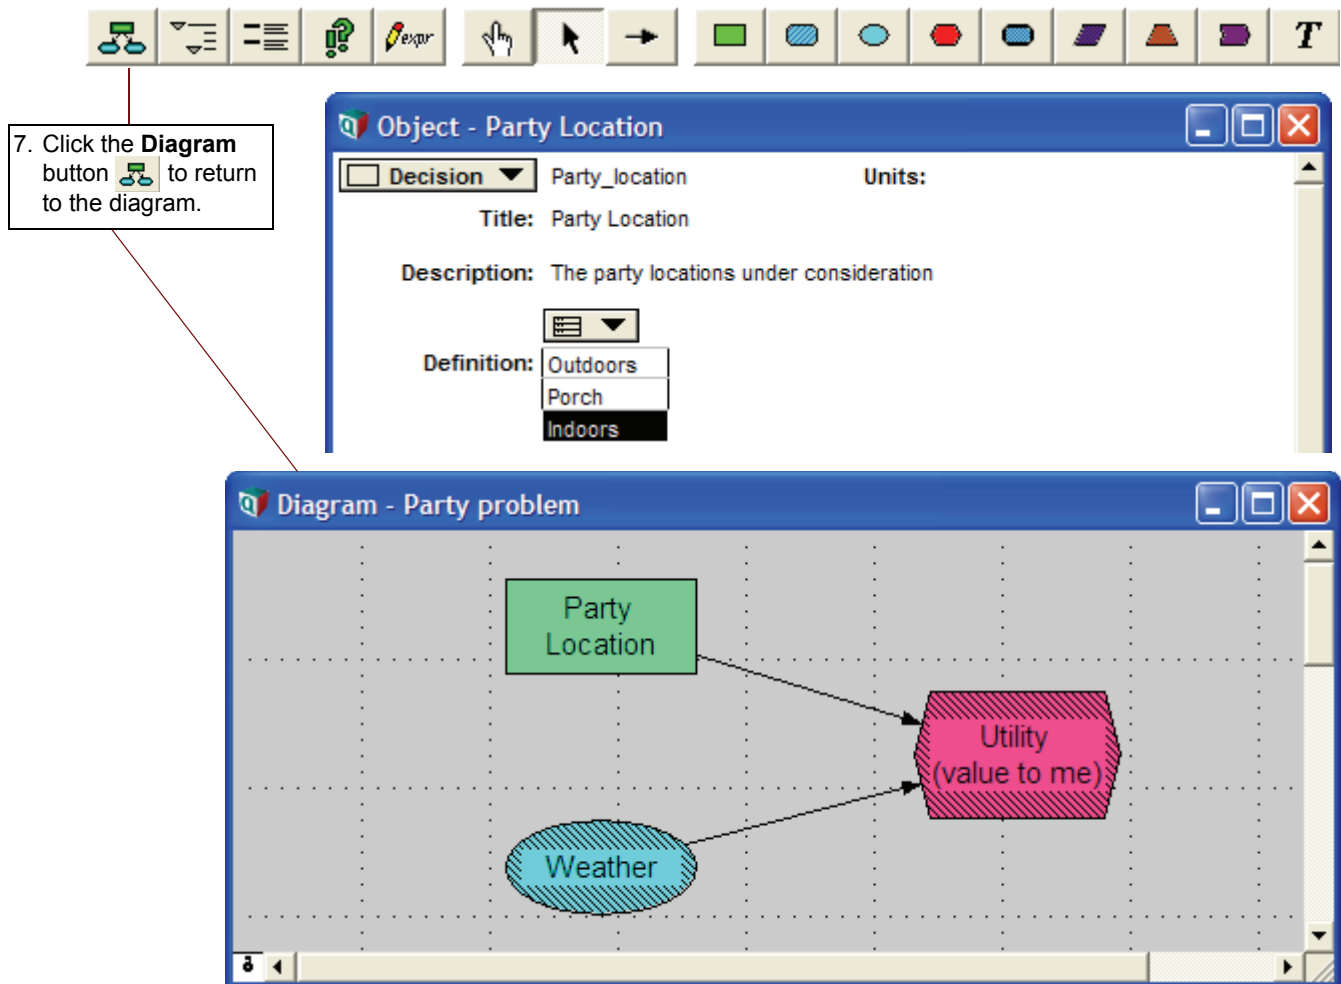 expr
T
7. Click the Diagram
button to return
to the diagram.
Object - Party Location
Decision Party_location Units:
Title: Party Location
Description: The party locations under consideration
Definition: Outdoors
Porch
Indoors
Diagram - Party problem
Party
Location
Utility
(value to me)
Weather